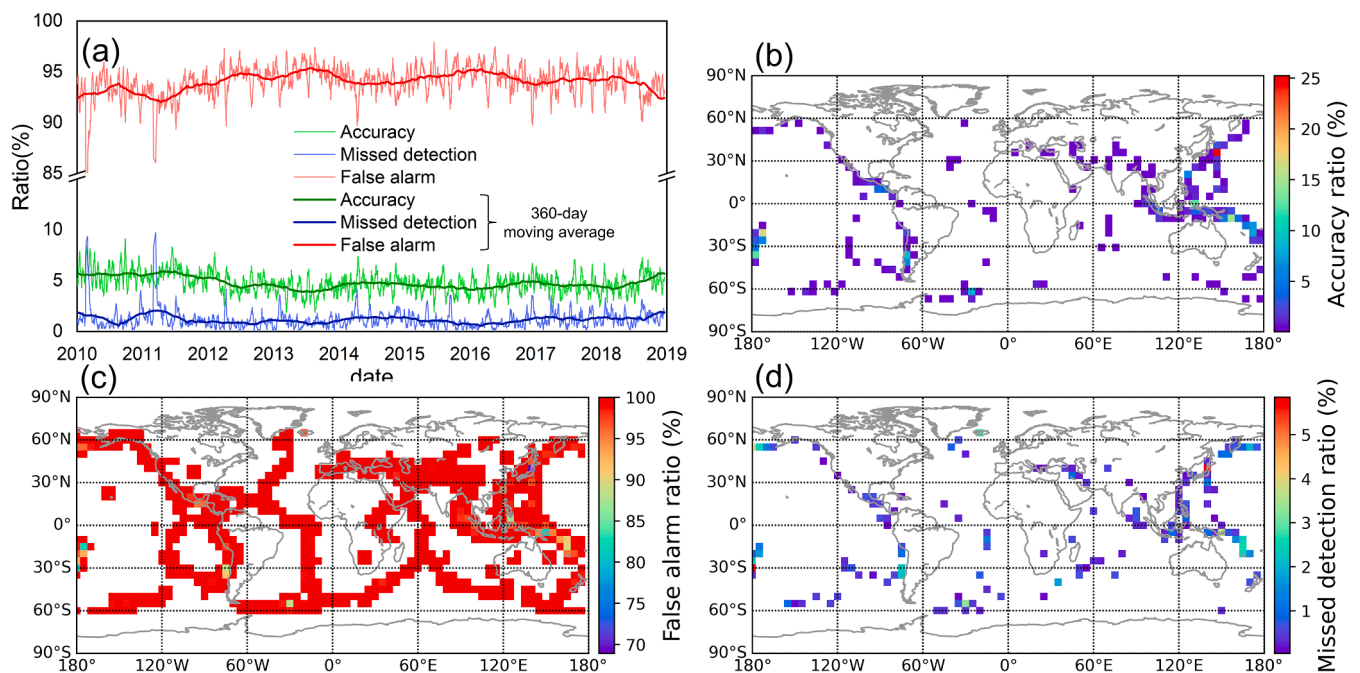 (a)
100
95
90
85
10
5
0
Ratio(%)
Accuracy
Missed detection
False alarm
Accuracy
Missed detection
False alarm
360-day
moving average
2010 2011 2012 2013 2014 2015 2016 2017 2018 2019
date
(b)
90°N
60°N
30°N
0°
30°S
60°S
90°S
180° 120°W 60°W 0° 60°E 120°E 180°
25
20
15
10
5
Accuracy ratio (%)
(c)
90°N
60°N
30°N
0°
30°S
60°S
90°S
180° 120°W 60°W 0° 60°E 120°E 180°
100
95
90
85
80
75
70
False alarm ratio (%)
(d)
90°N
60°N
30°N
0°
30°S
60°S
90°S
180° 120°W 60°W 0° 60°E 120°E 180°
5
4
3
2
1
Missed detection ratio (%)